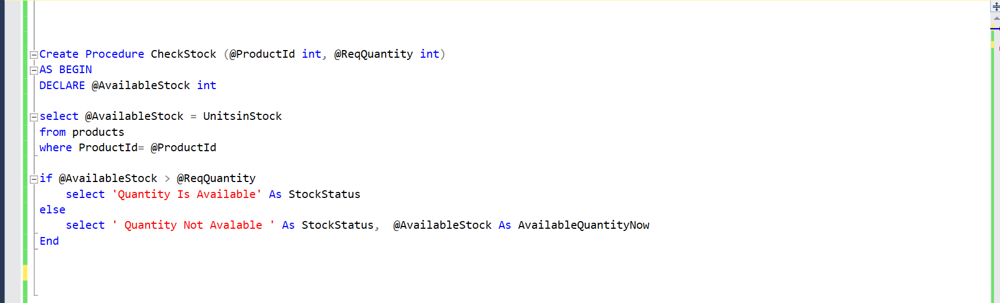 Create Procedure CheckStock (@ProductId int, @ReqQuantity int)
AS BEGIN
DECLARE @AvailableStock int
select @AvailableStock = UnitsinStock
from products
where ProductId= @ProductId
if @AvailableStock > @ReqQuantity
select 'Quantity Is Available' As StockStatus
else
select ' Quantity Not Avalable ' As StockStatus,  @AvailableStock As AvailableQuantityNow
End